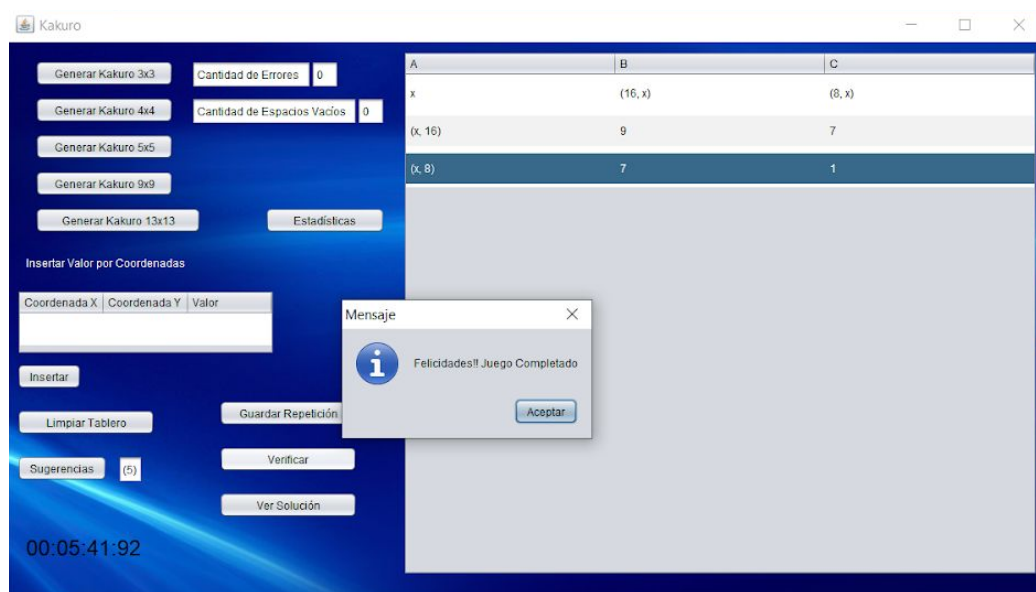 Kakuro
Generar Kakuro 3x3
Cantidad de Errores 0
Generar Kakuro 4x4
Cantidad de Espacios Vacíos 0
Generar Kakuro 5x5
Generar Kakuro 9x9
Generar Kakuro 13x13
Estadísticas
Insertar Valor por Coordenadas
Coordenada X Coordenada Y Valor
Insertar
Limpiar Tablero
Guardar Repetición
Sugerencias (5)
Verificar
Ver Solución
00:05:41:92
A B C
x (16, x) (8, x)
(x, 16) 9 7
(x, 8) 7 1
Mensaje
Felicidades!! Juego Completado
Aceptar